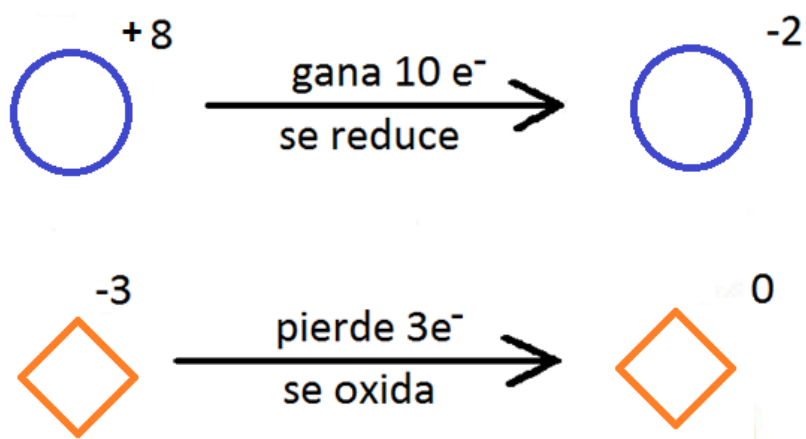 +8
-2
gana 10 e⁻
se reduce
-3
0
pierde 3e⁻
se oxida